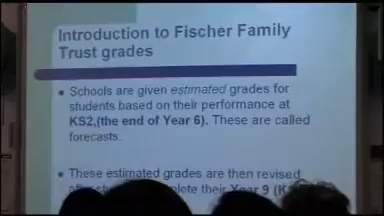 Introduction to Fischer Family
Trust grades
Schools are given estimated grades for
students based on their performance at
KS2,(the end of Year 6). These are called
forecasts.
These estimated grades are then revised
their Year 9